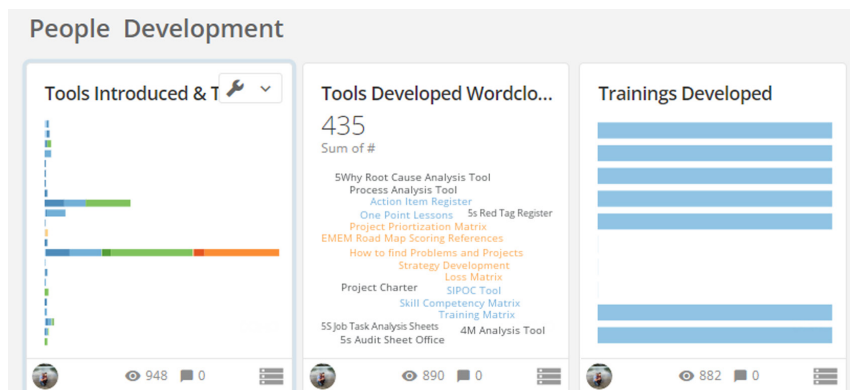 People Development
Tools Introduced & T
Tools Developed Wordclo...
435
Sum of #
5Why Root Cause Analysis Tool
Process Analysis Tool
Action Item Register
One Point Lessons 5s Red Tag Register
Project Priortization Matrix
EMEM Road Map Scoring References
How to find Problems and Projects
Strategy Development
Loss Matrix
Project Charter SIPOC Tool
Skill Competency Matrix
Training Matrix
5S Job Task Analysis Sheets 4M Analysis Tool
5s Audit Sheet Office
Trainings Developed
948 0
890 0
882 0